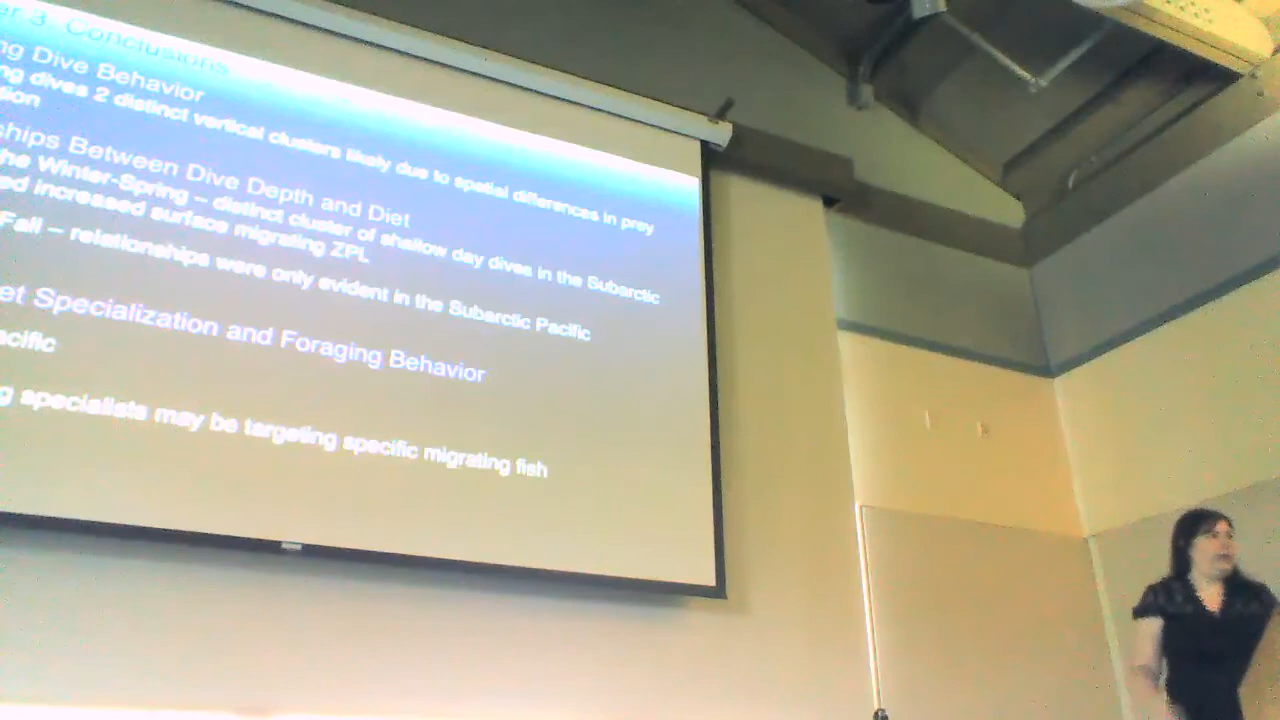 r 3. Conclusions
ng Dive Behavior
ng dives 2 distinct vertical clusters likely due to spatial differences in prey
sion
ships Between Dive Depth and Diet
he Winter-Spring – distinct cluster of shallow day dives in the Subarctic
ed increased surface migrating ZPL
Fall – relationships were only evident in the Subarctic Pacific
et Specialization and Foraging Behavior
acific
g specialists may be targeting specific migrating fish